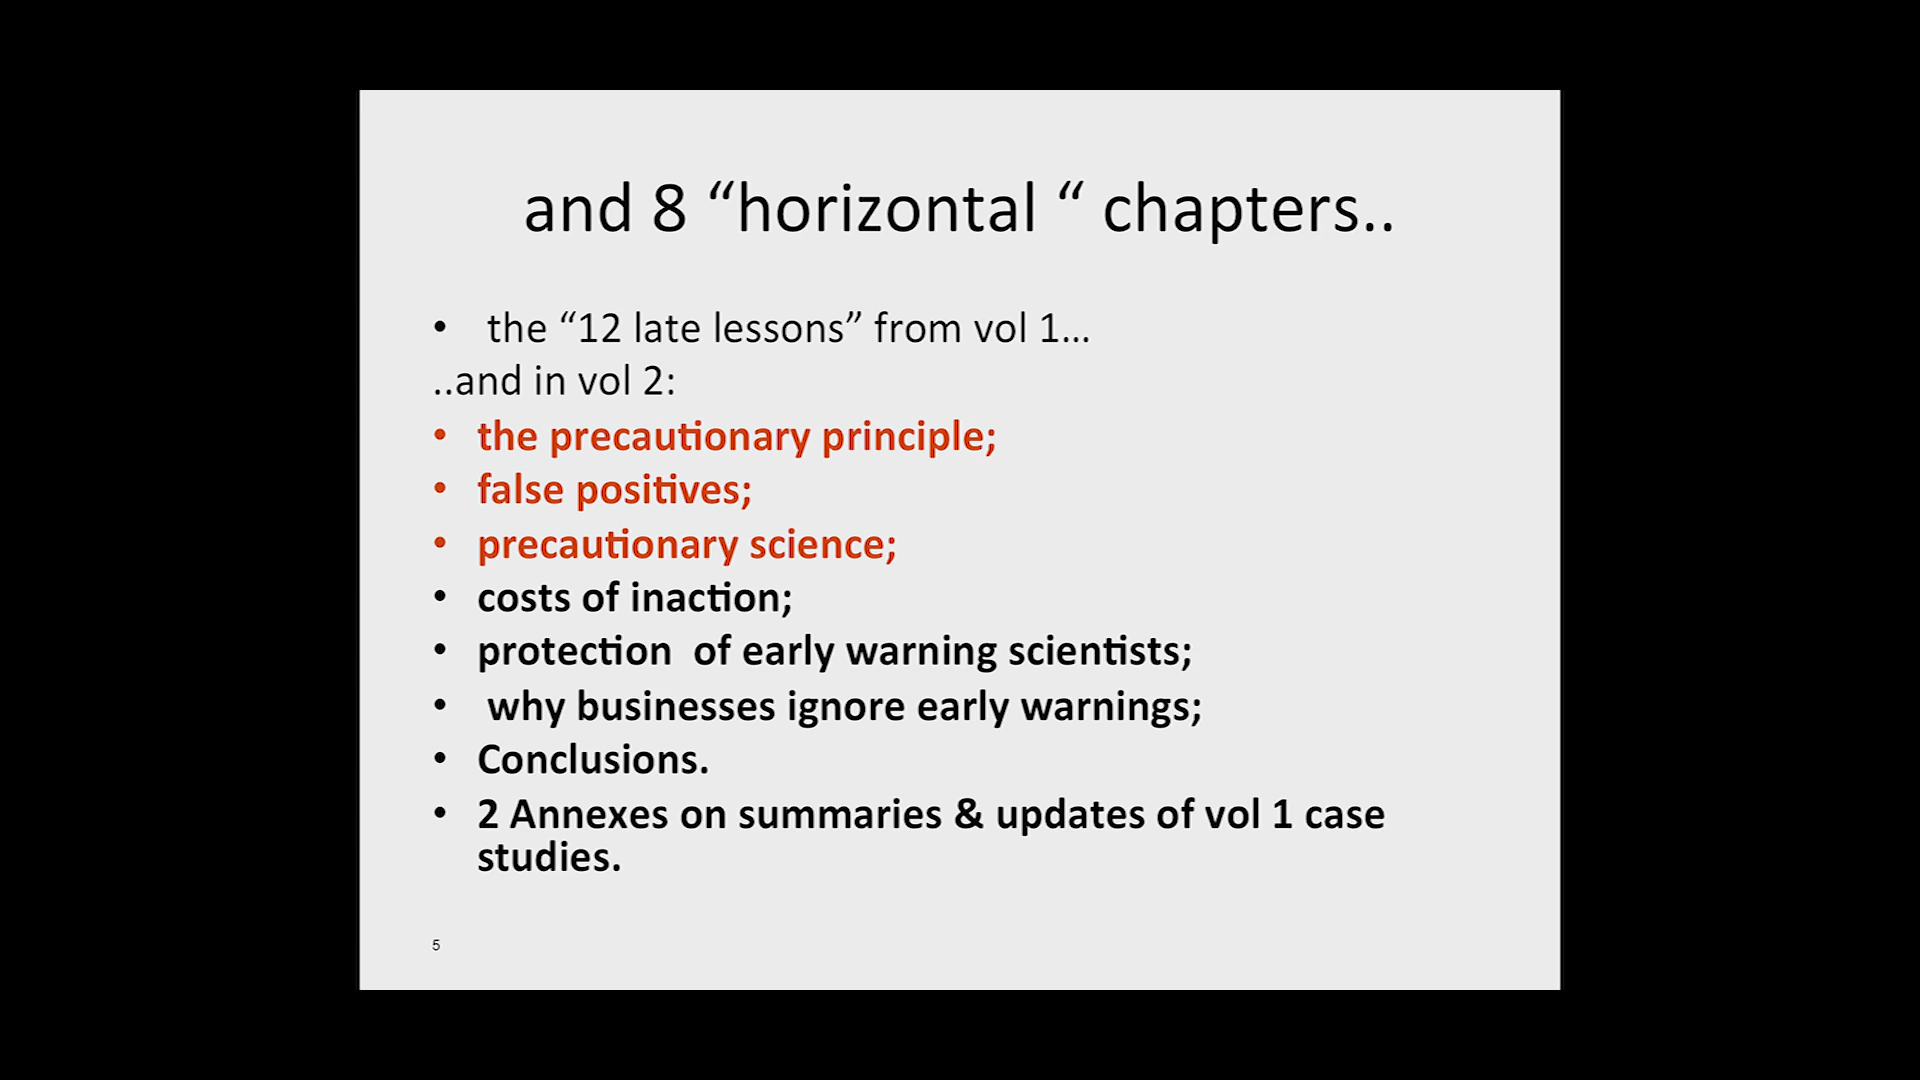 and 8 “horizontal “ chapters..
• the “12 late lessons” from vol 1...
..and in vol 2:
• the precautionary principle;
• false positives;
• precautionary science;
• costs of inaction;
• protection  of early warning scientists;
•  why businesses ignore early warnings;
• Conclusions.
• 2 Annexes on summaries & updates of vol 1 case
studies.
5